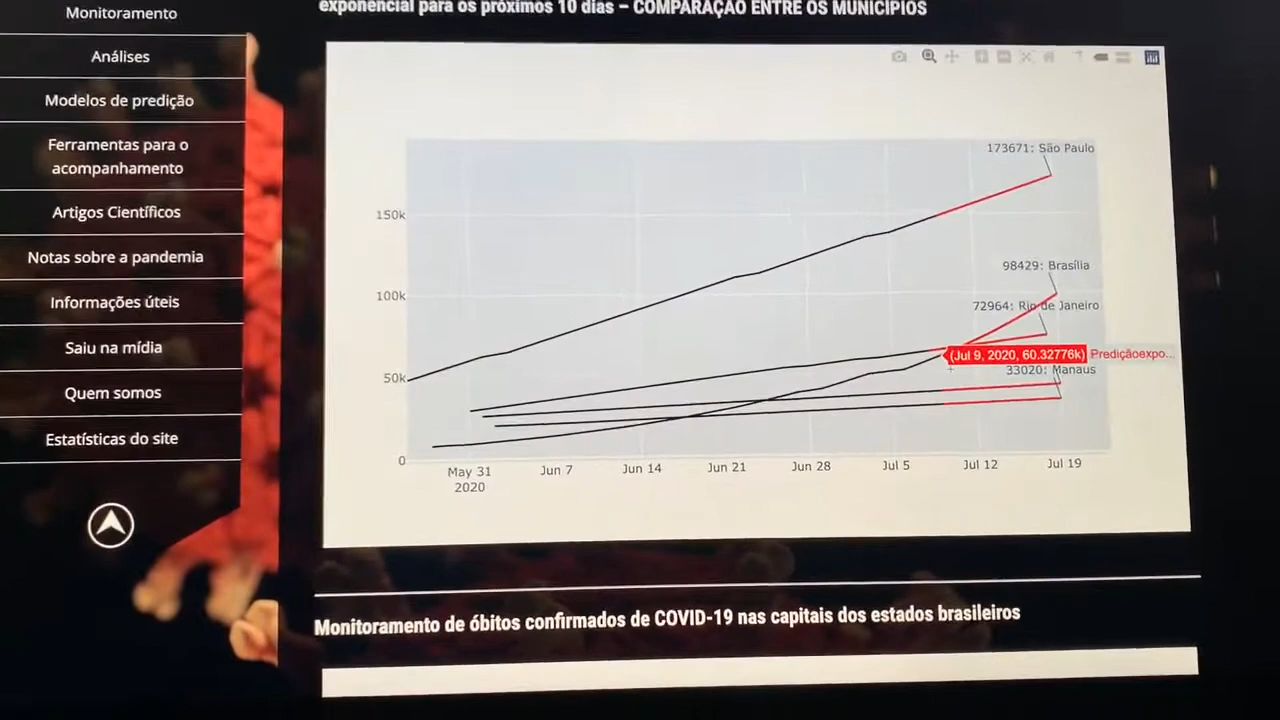 Monitoramento
Análises
Modelos de predição
Ferramentas para o
acompanhamento
Artigos Científicos
Notas sobre a pandemia
Informações úteis
Saiu na mídia
Quem somos
Estatísticas do site
exponencial para os próximos 10 dias – COMPARAÇÃO ENTRE OS MUNICÍPIOS
173671: São Paulo
150k
98429: Brasília
100k
72964: Rio de Janeiro
(Jul 9, 2020, 60.32776k) Prediçãoexpo...
33020: Manaus
50k
0
May 31 Jun 7 Jun 14 Jun 21 Jun 28 Jul 5 Jul 12 Jul 19
2020
Monitoramento de óbitos confirmados de COVID-19 nas capitais dos estados brasileiros